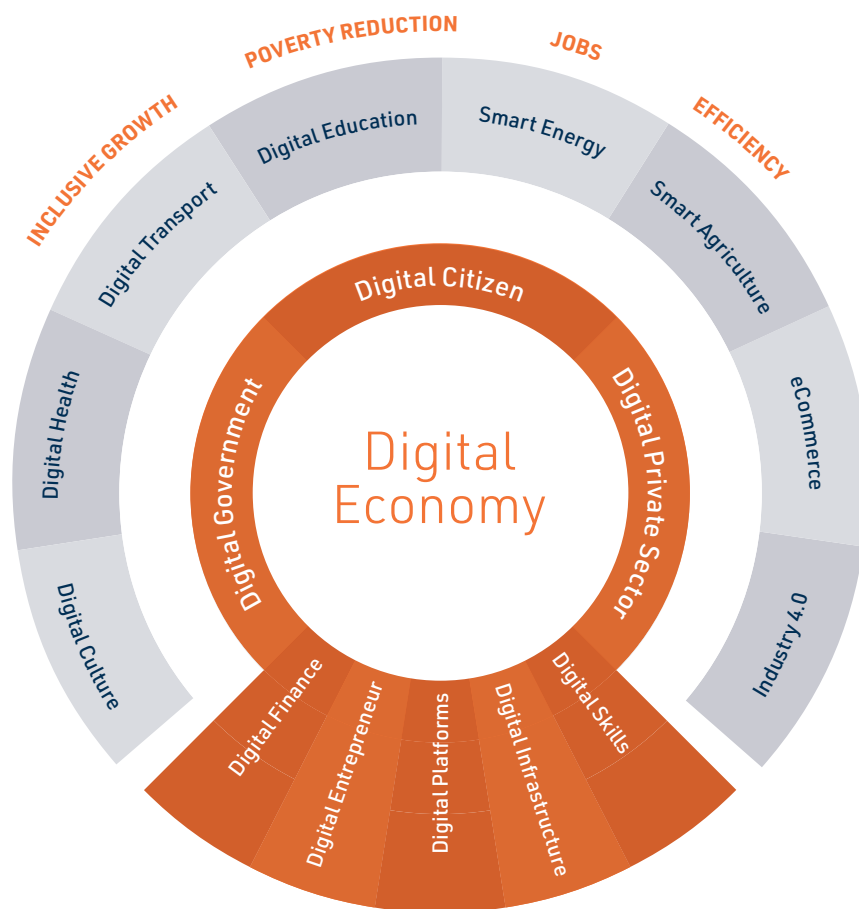 INCLUSIVE GROWTH
POVERTY REDUCTION
JOBS
EFFICIENCY
Digital Culture
Digital Health
Digital Transport
Digital Education
Smart Energy
Smart Agriculture
eCommerce
Industry 4.0
Digital Government
Digital Citizen
Digital Private Sector
Digital
Economy
Digital Finance
Digital Entrepreneur
Digital Platforms
Digital Infrastructure
Digital Skills